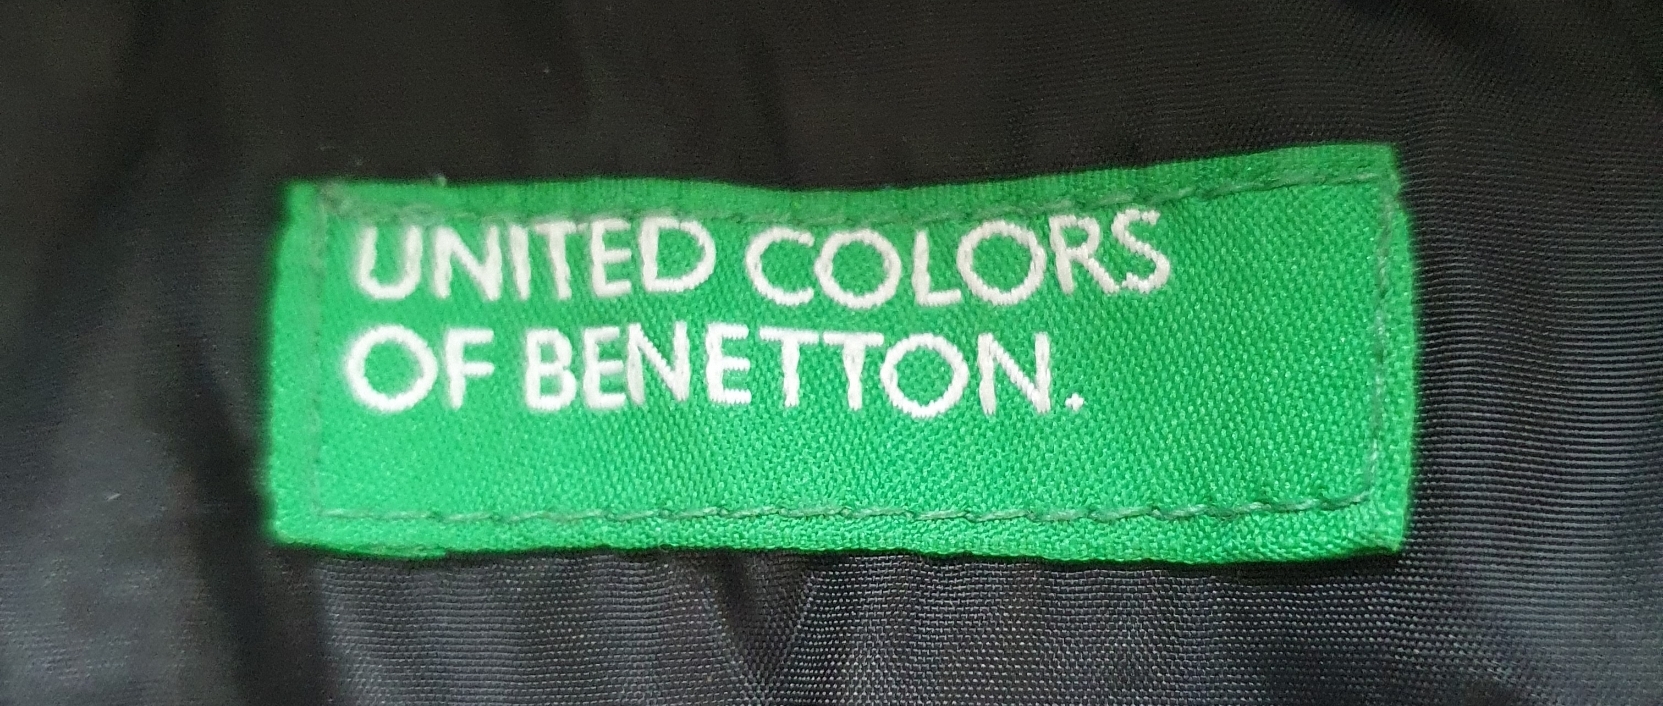 UNITED COLORS
OF BENETTON.